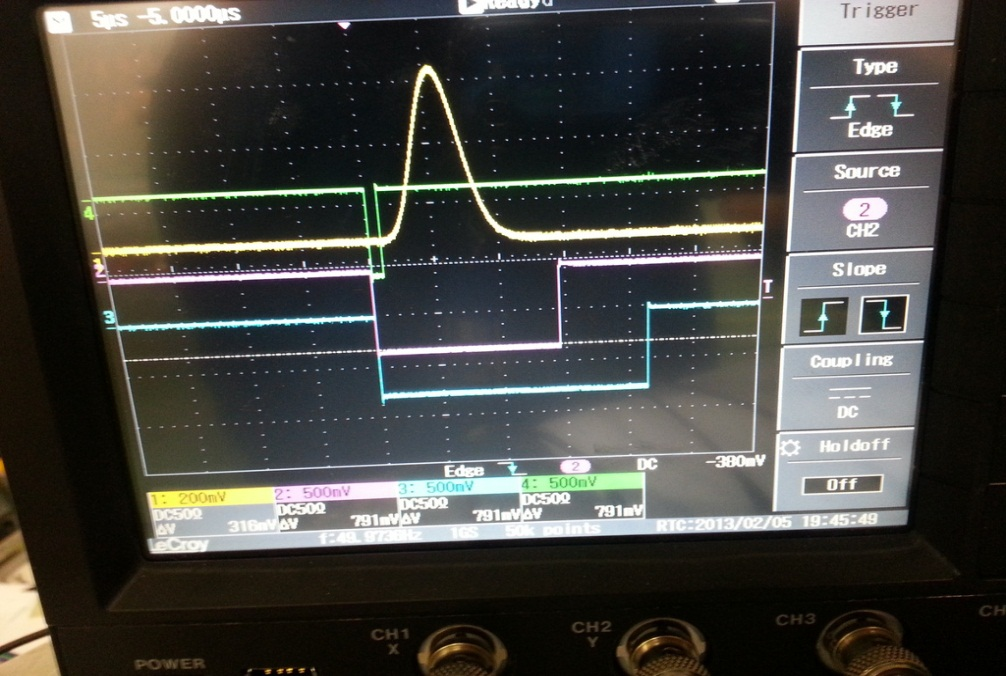 5µs -5.0000µs
Trigger
Type
Edge
Source
2
CH2
Slope
Coupling
DC
Holdoff
Off
4
2
3
T
Edge 2 DC -380mV
1: 200mV 2: 500mV 3: 500mV 4: 500mV
DC50Ω DC50Ω DC50Ω DC50Ω
ΔV 316mV ΔV 791mV ΔV 791mV ΔV 791mV
1GS 50k points RTC:2013/02/05 19:45:49
LeCroy
CH1 CH2 CH3 CH
X Y
POWER